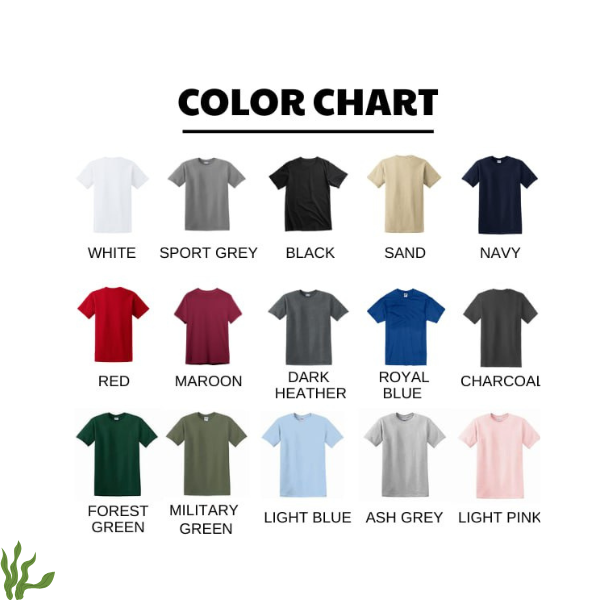 COLOR CHART
WHITE SPORT GREY BLACK SAND NAVY
RED MAROON DARK HEATHER ROYAL BLUE CHARCOAL
FOREST GREEN MILITARY GREEN LIGHT BLUE ASH GREY LIGHT PINK